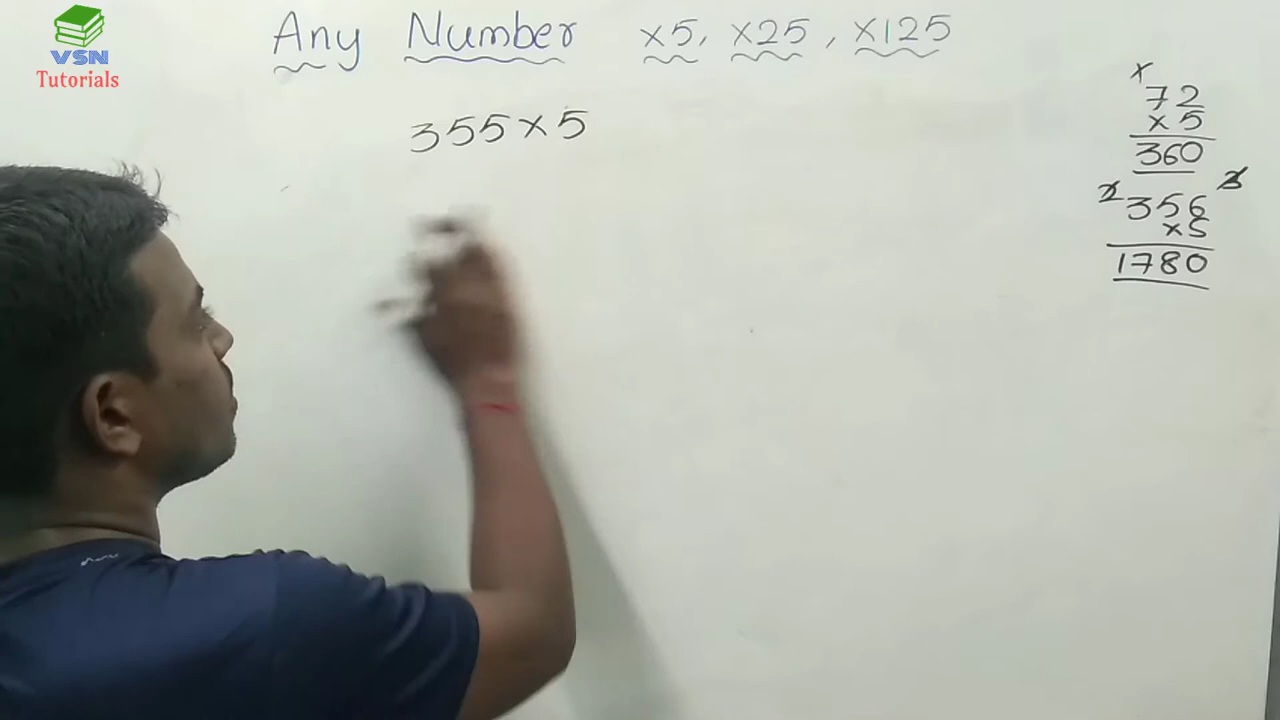 VSN
Tutorials
Any Number ×5, ×25, ×125
355×5
72
×5
360
356
×5
1780